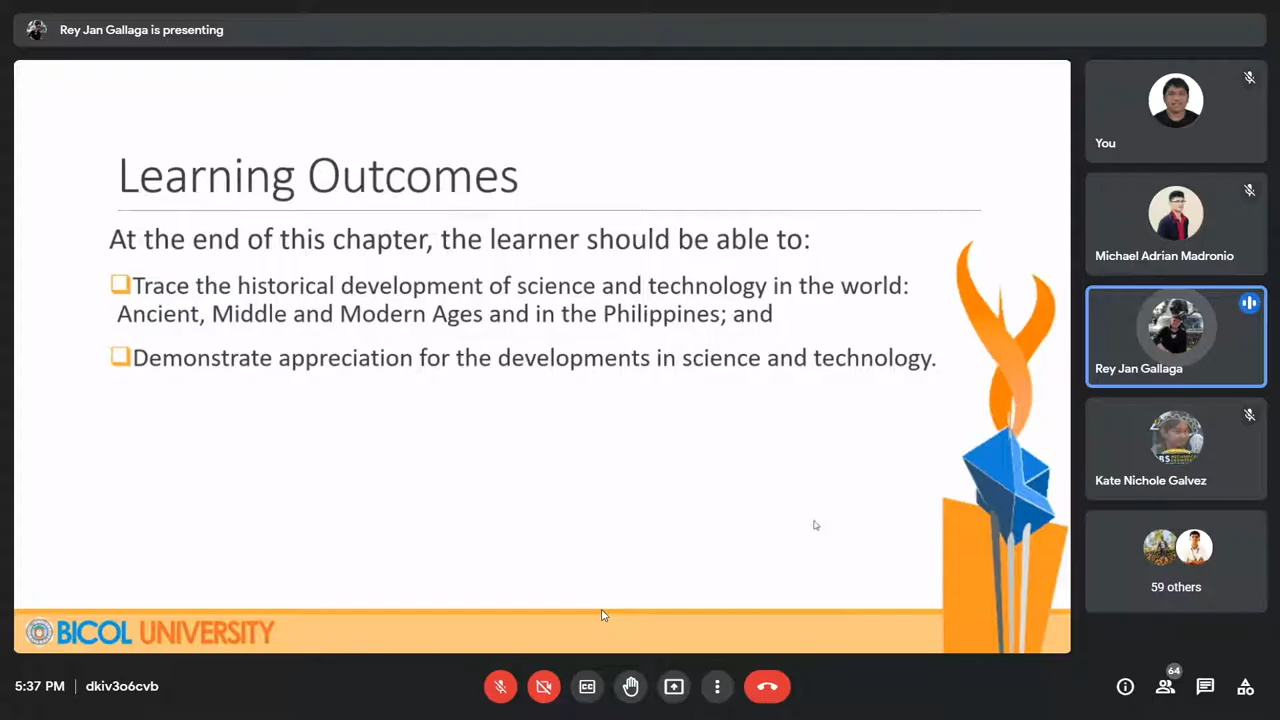 Rey Jan Gallaga is presenting
Learning Outcomes
At the end of this chapter, the learner should be able to:
Trace the historical development of science and technology in the world:
Ancient, Middle and Modern Ages and in the Philippines; and
Demonstrate appreciation for the developments in science and technology.
BICOL UNIVERSITY
You
Michael Adrian Madronio
Rey Jan Gallaga
Kate Nichole Galvez
59 others
5:37 PM | dkiv3o6cvb
64